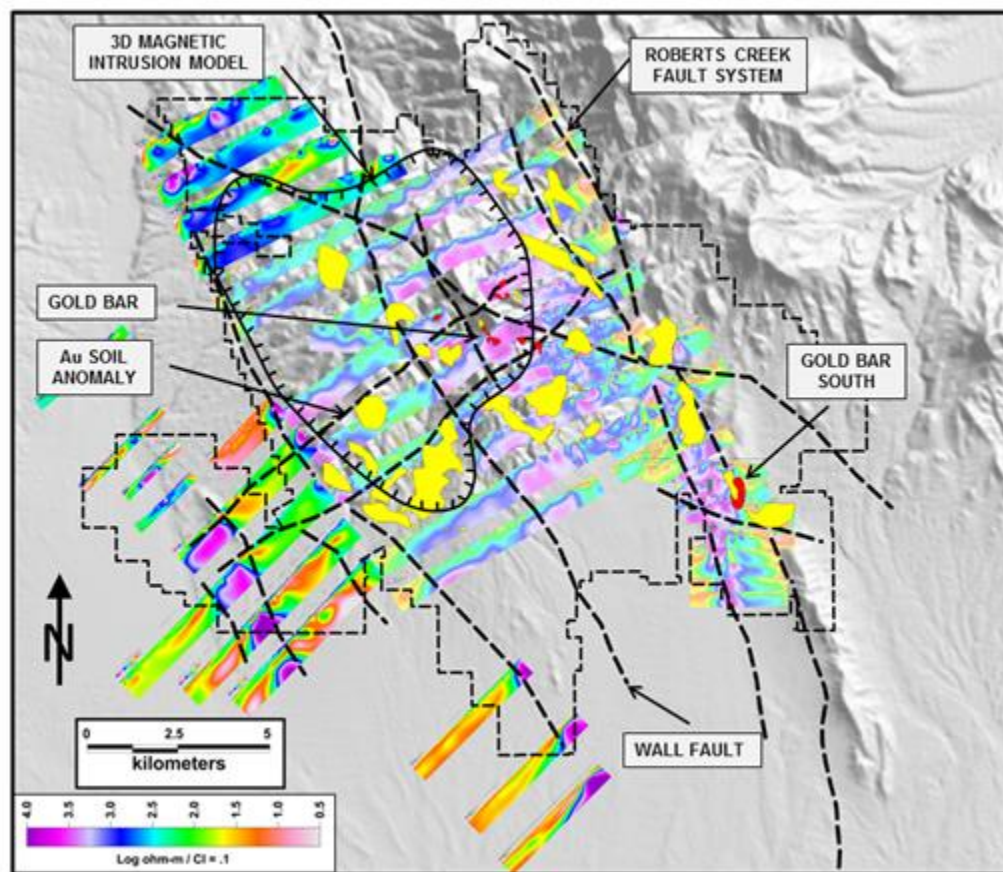 3D MAGNETIC
INTRUSION MODEL
ROBERTS CREEK
FAULT SYSTEM
GOLD BAR
Au SOIL
ANOMALY
GOLD BAR
SOUTH
N
WALL FAULT
0 2.5 5
kilometers
4.0 3.5 3.0 2.5 2.0 1.5 1.0 0.5
Log ohm-m / CI = .1